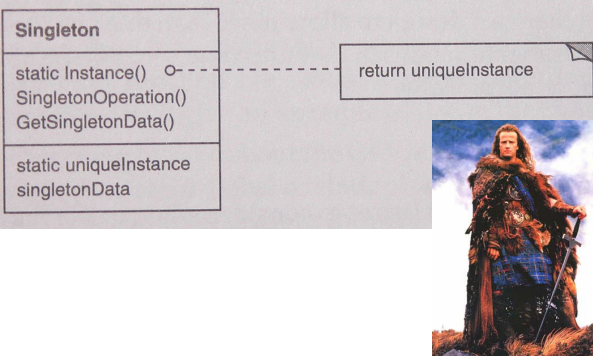 Singleton
static Instance()
return uniqueInstance
SingletonOperation()
GetSingletonData()
static uniqueInstance
singletonData